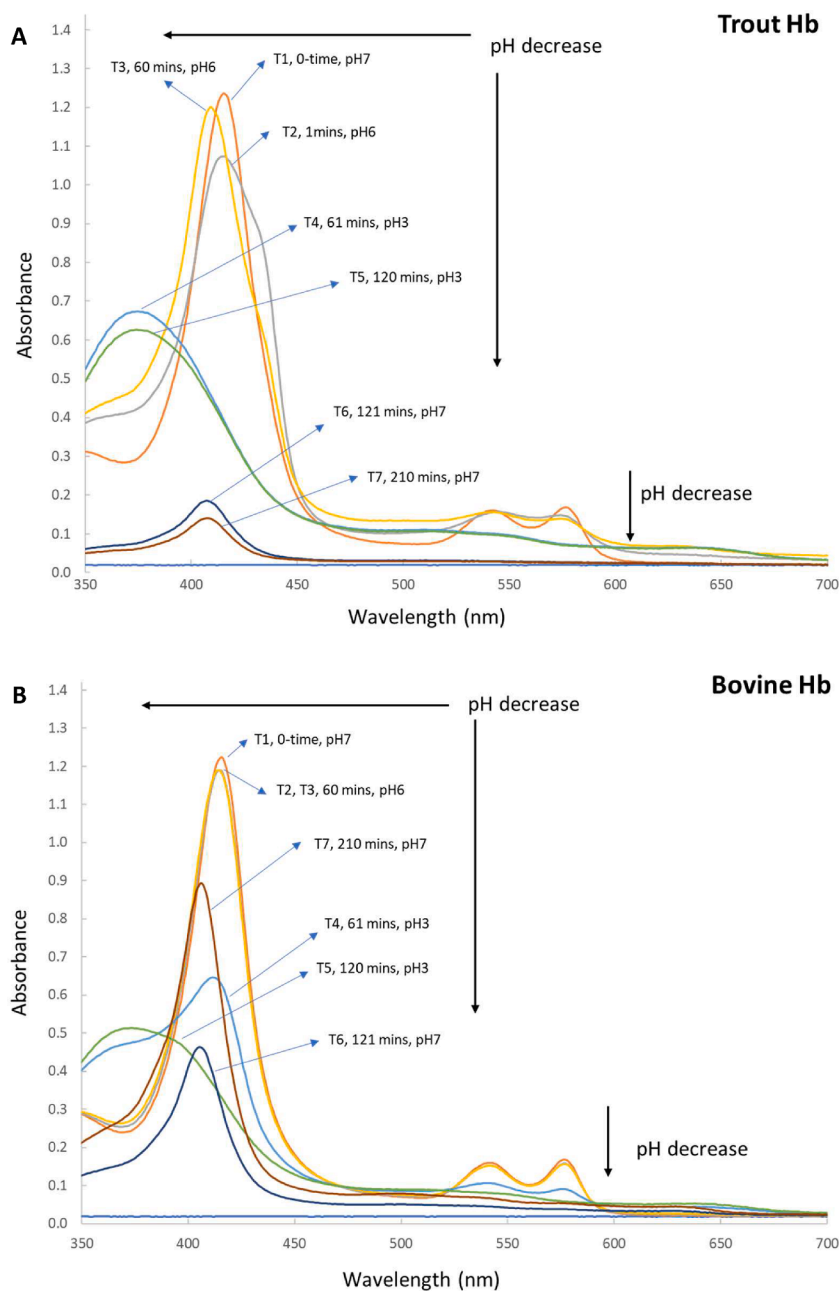 A
Trout Hb
pH decrease
T1, 0-time, pH7
T3, 60 mins, pH6
T2, 1mins, pH6
T4, 61 mins, pH3
T5, 120 mins, pH3
T6, 121 mins, pH7
T7, 210 mins, pH7
pH decrease
Absorbance
1.4
1.3
1.2
1.1
1.0
0.9
0.8
0.7
0.6
0.5
0.4
0.3
0.2
0.1
0.0
350
400
450
500
550
600
650
700
Wavelength (nm)
B
Bovine Hb
pH decrease
T1, 0-time, pH7
T2, T3, 60 mins, pH6
T7, 210 mins, pH7
T4, 61 mins, pH3
T5, 120 mins, pH3
T6, 121 mins, pH7
pH decrease
Absorbance
1.4
1.3
1.2
1.1
1.0
0.9
0.8
0.7
0.6
0.5
0.4
0.3
0.2
0.1
0.0
350
400
450
500
550
600
650
700
Wavelength (nm)